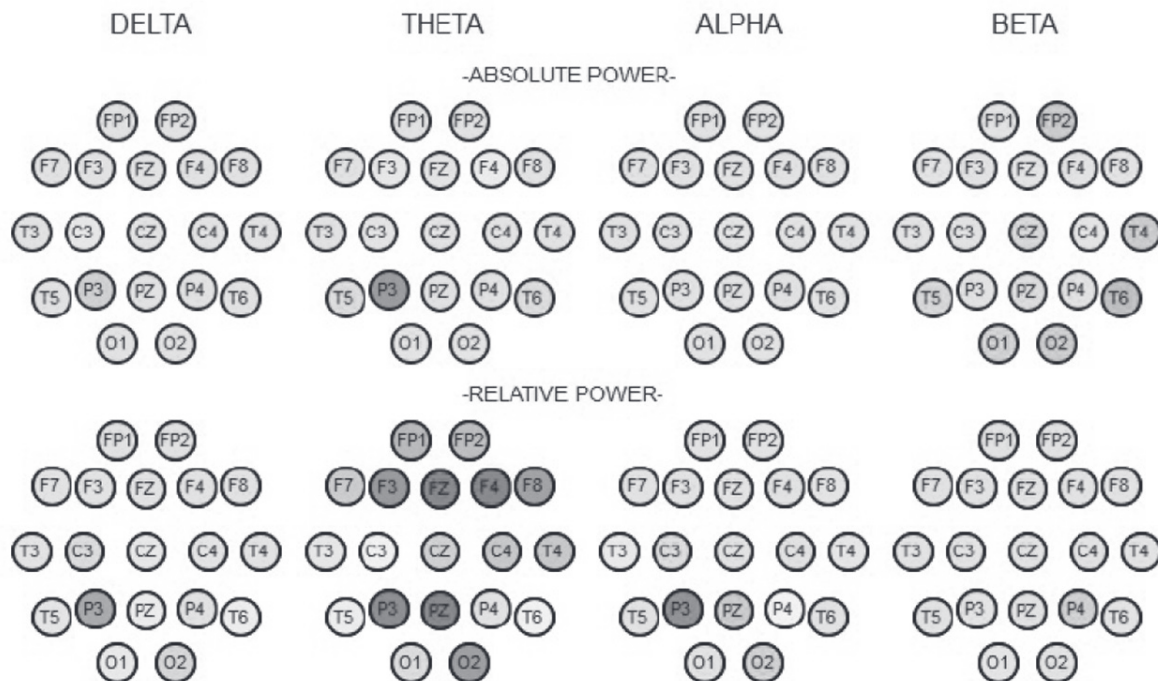 DELTA THETA ALPHA BETA
-ABSOLUTE POWER-
FP1 FP2 FP1 FP2 FP1 FP2 FP1 FP2
F7 F3 FZ F4 F8 F7 F3 FZ F4 F8 F7 F3 FZ F4 F8 F7 F3 FZ F4 F8
T3 C3 CZ C4 T4 T3 C3 CZ C4 T4 T3 C3 CZ C4 T4 T3 C3 CZ C4 T4
T5 P3 PZ P4 T6 T5 P3 PZ P4 T6 T5 P3 PZ P4 T6 T5 P3 PZ P4 T6
O1 O2 O1 O2 O1 O2 O1 O2
-RELATIVE POWER-
FP1 FP2 FP1 FP2 FP1 FP2 FP1 FP2
F7 F3 FZ F4 F8 F7 F3 FZ F4 F8 F7 F3 FZ F4 F8 F7 F3 FZ F4 F8
T3 C3 CZ C4 T4 T3 C3 CZ C4 T4 T3 C3 CZ C4 T4 T3 C3 CZ C4 T4
T5 P3 PZ P4 T6 T5 P3 PZ P4 T6 T5 P3 PZ P4 T6 T5 P3 PZ P4 T6
O1 O2 O1 O2 O1 O2 O1 O2